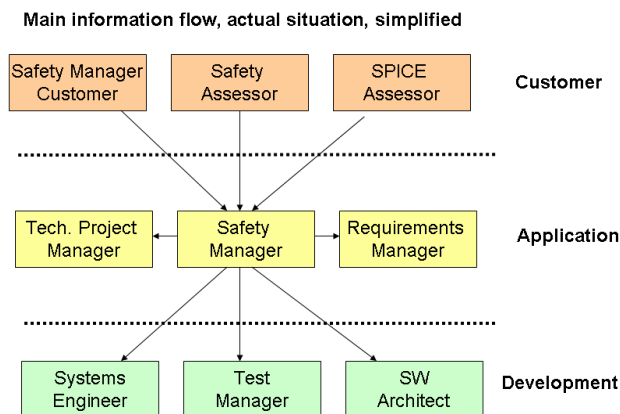 Main information flow, actual situation, simplified
Safety Manager
Customer
Safety
Assessor
SPICE
Assessor
Customer
Tech. Project
Manager
Safety
Manager
Requirements
Manager
Application
Systems
Engineer
Test
Manager
SW
Architect
Development